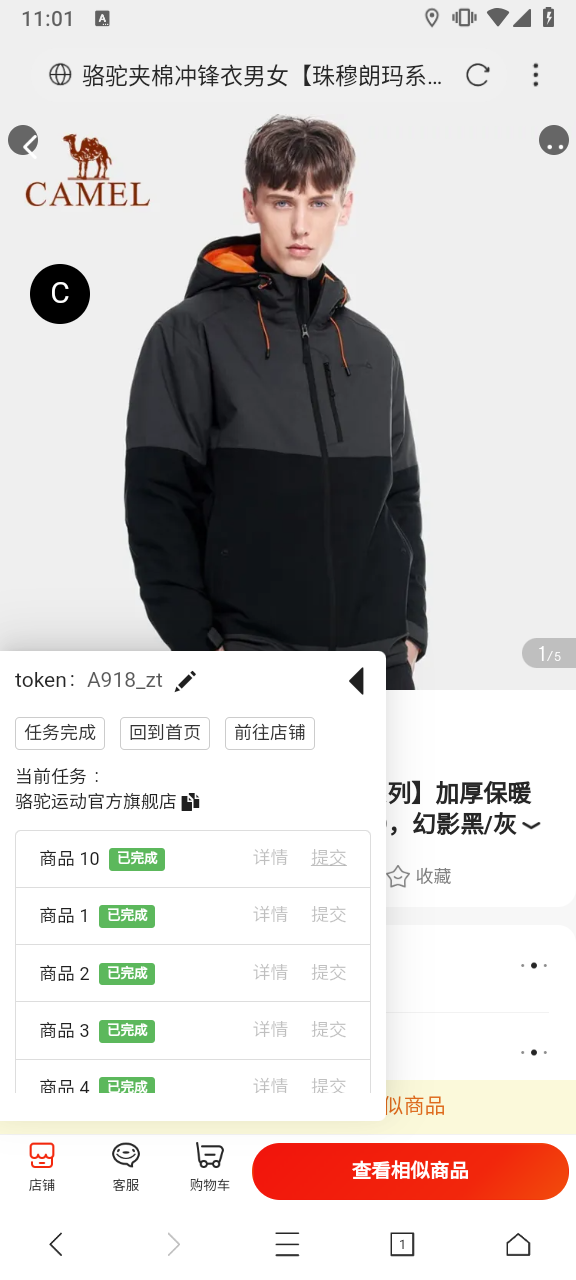 11:01 A
骆驼夹棉冲锋衣男女【珠穆朗玛系...
CAMEL
C
1/5
token: A918_zt
任务完成 回到首页 前往店铺
当前任务：
骆驼运动官方旗舰店
列】加厚保暖
，幻影黑/灰
收藏
商品 10 已完成 详情 提交
商品 1 已完成 详情 提交
商品 2 已完成 详情 提交
商品 3 已完成 详情 提交
商品 4 已完成 详情 提交
似商品
店铺 客服 购物车 查看相似商品
1